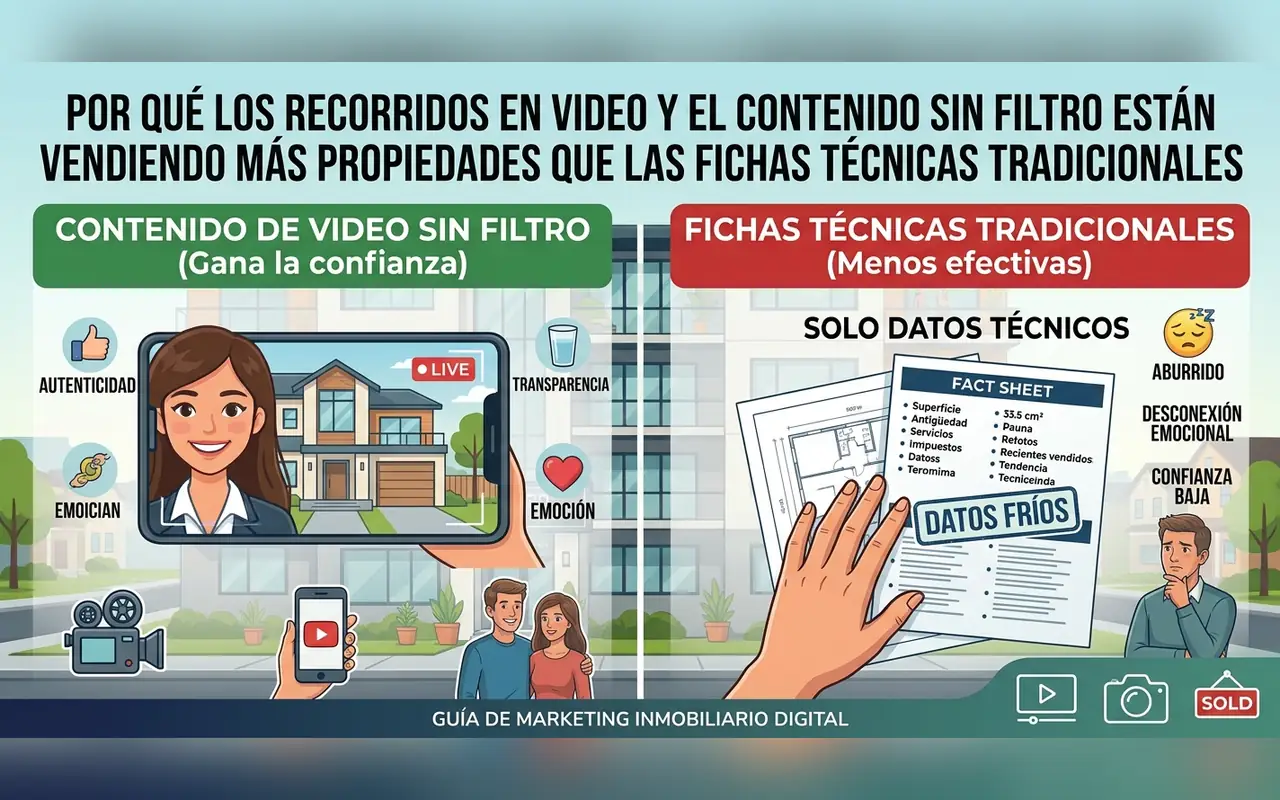 POR QUÉ LOS RECORRIDOS EN VIDEO Y EL CONTENIDO SIN FILTRO ESTÁN
VENDIENDO MÁS PROPIEDADES QUE LAS FICHAS TÉCNICAS TRADICIONALES
CONTENIDO DE VIDEO SIN FILTRO
(Gana la confianza)
AUTENTICIDAD
LIVE
TRANSPARENCIA
EMOICIAN
EMOCIÓN
FICHAS TÉCNICAS TRADICIONALES
(Menos efectivas)
SOLO DATOS TÉCNICOS
FACT SHEET
• Superficie
• Antigüedad
• Servicios
• Impuestos
• Datoss
• Teromima
• 53.5 cm²
• Pauna
• Retotos
• Recientes vendidos
• Tendencia
• Tecniceinda
DATOS FRÍOS
ABURRIDO
DESCONEXIÓN
EMOCIONAL
CONFIANZA
BAJA
GUÍA DE MARKETING INMOBILIARIO DIGITAL
SOLD